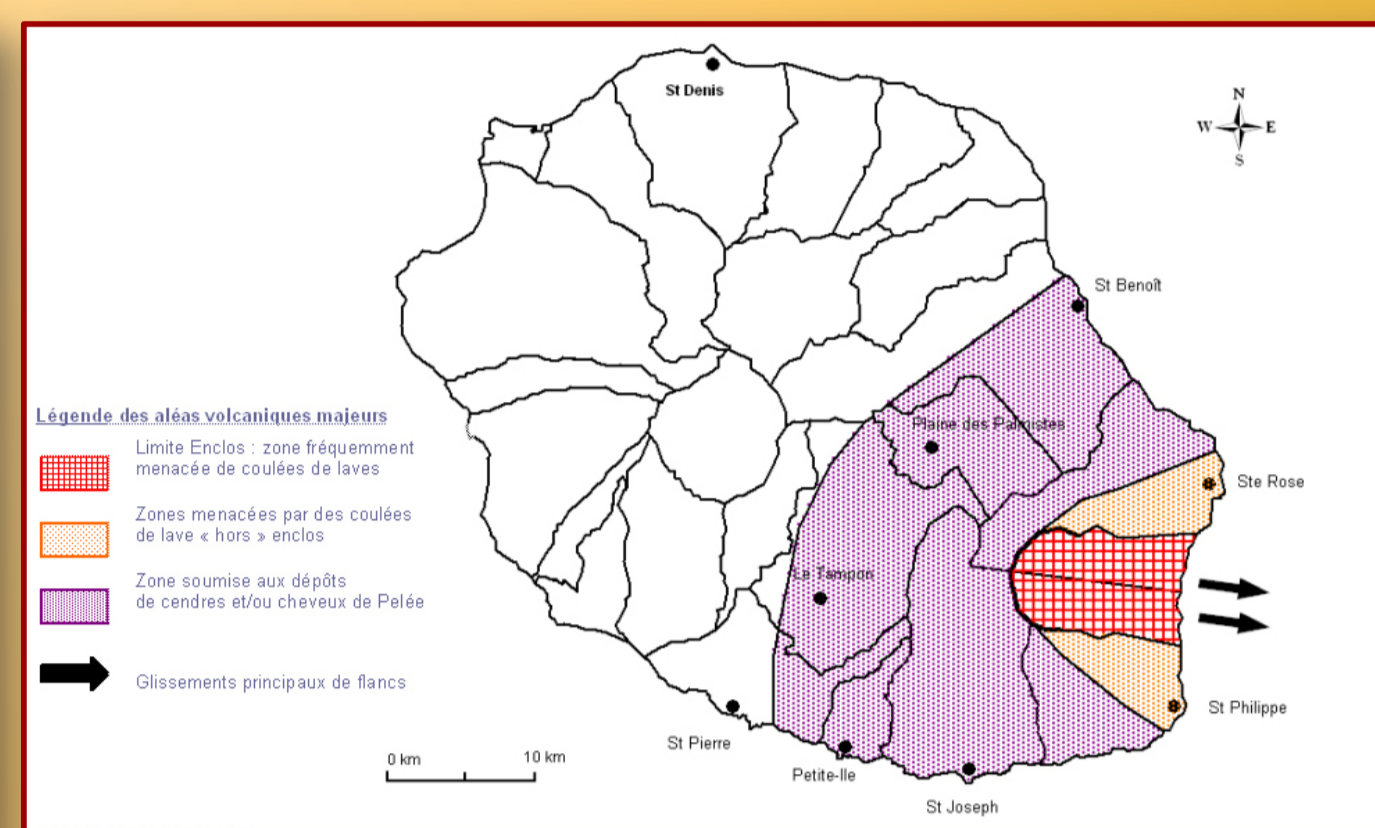 St Denis
N
W E
S
St Benoît
Plaine des Palmistes
Ste Rose
Le Tampon
St Philippe
St Pierre
Petite-Ile
St Joseph
Légende des aléas volcaniques majeurs
Limite Enclos : zone fréquemment
menacée de coulées de laves
Zones menacées par des coulées
de lave « hors » enclos
Zone soumise aux dépôts
de cendres et/ou cheveux de Pelée
Glissements principaux de flancs
0 km 10 km